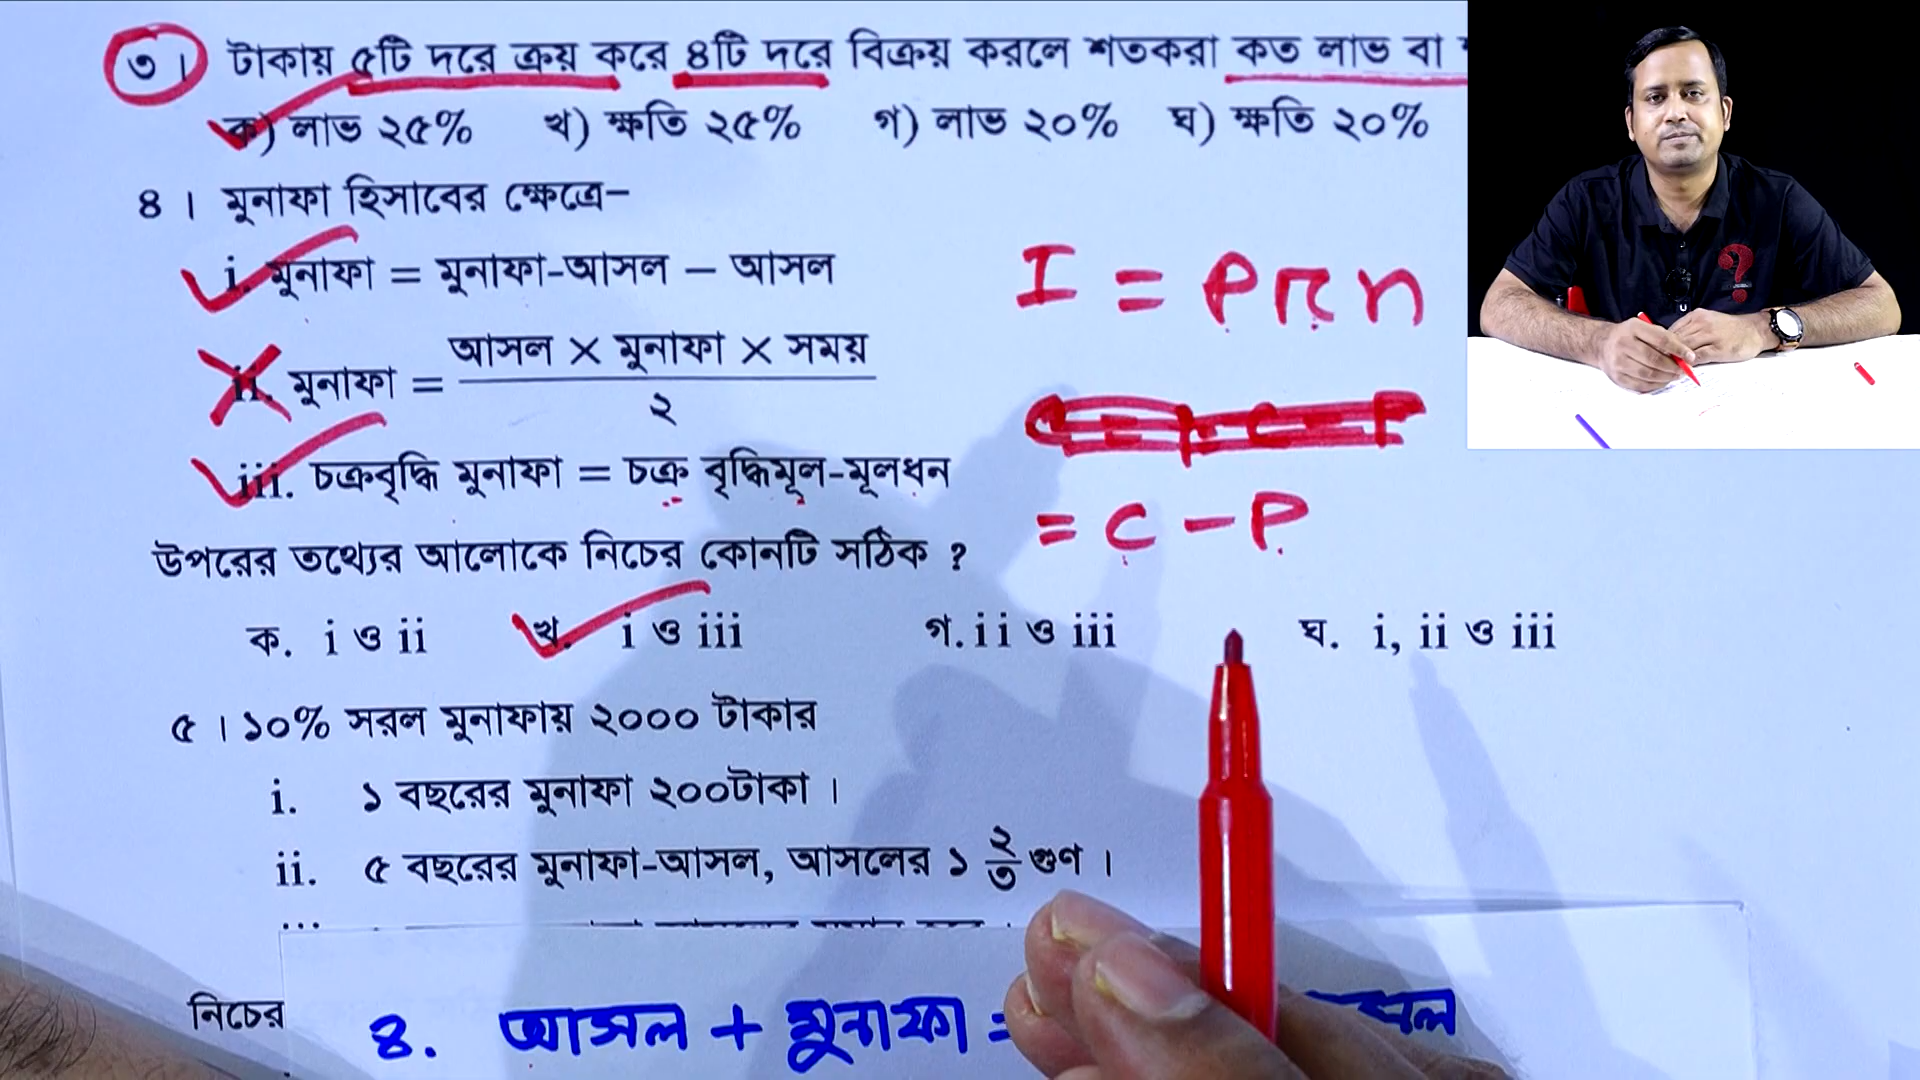 ৩। টাকায় ৫টি দরে ক্রয় করে ৪টি দরে বিক্রয় করলে শতকরা কত লাভ বা
ক) লাভ ২৫% খ) ক্ষতি ২৫% গ) লাভ ২০% ঘ) ক্ষতি ২০%
৪। মুনাফা হিসাবের ক্ষেত্রে–
i. মুনাফা = মুনাফা-আসল – আসল
I = Prn
ii. মুনাফা = আসল × মুনাফা × সময় / ২
iii. চক্রবৃদ্ধি মুনাফা = চক্র বৃদ্ধিমূল-মূলধন
= C - P
উপরের তথ্যের আলোকে নিচের কোনটি সঠিক ?
ক. i ও ii খ. i ও iii গ. ii ও iii ঘ. i, ii ও iii
৫। ১০% সরল মুনাফায় ২০০০ টাকার
i. ১ বছরের মুনাফা ২০০টাকা।
ii. ৫ বছরের মুনাফা-আসল, আসলের ১ ২/৩ গুণ।
নিচের
৪. আসল + মুনাফা =